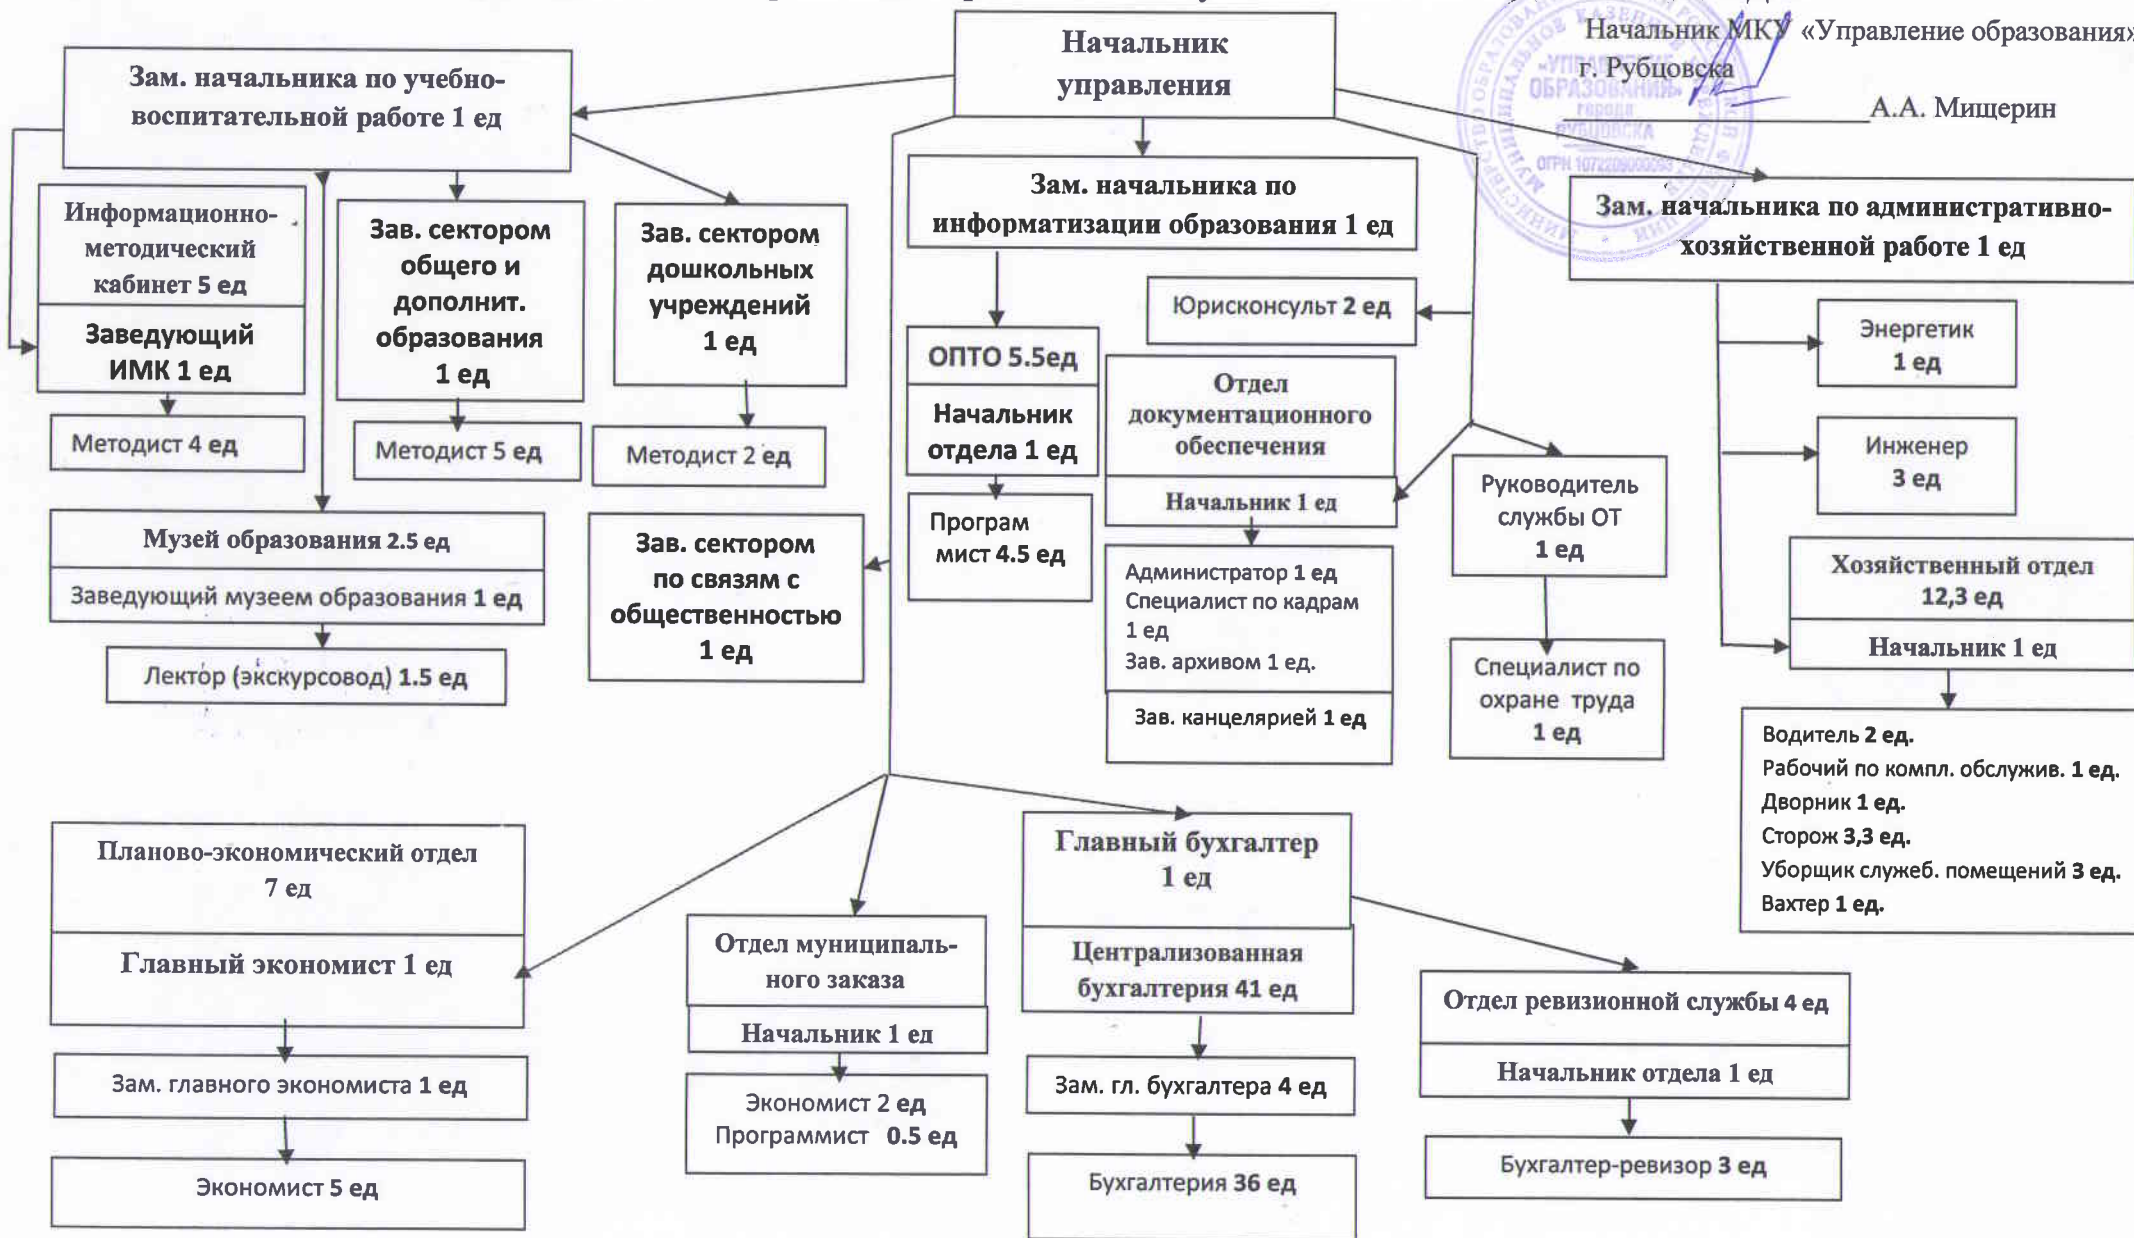 Начальник МКУ «Управление образования»
г. Рубцовска
А.А. Мищерин
«УПРАВЛЕНИЕ
ОБРАЗОВАНИЯ»
города
РУБЦОВСКА
Начальник
управления
Зам. начальника по учебно-
воспитательной работе 1 ед
Информационно-
методический
кабинет 5 ед
Заведующий
ИМК 1 ед
Методист 4 ед
Зав. сектором
общего и
дополнит.
образования
1 ед
Методист 5 ед
Зав. сектором
дошкольных
учреждений
1 ед
Методист 2 ед
Музей образования 2.5 ед
Заведующий музеем образования 1 ед
Лектор (экскурсовод) 1.5 ед
Зав. сектором
по связям с
общественностью
1 ед
Зам. начальника по
информатизации образования 1 ед
ОПТО 5.5ед
Начальник
отдела 1 ед
Програм
мист 4.5 ед
Юрисконсульт 2 ед
Отдел
документационного
обеспечения
Начальник 1 ед
Администратор 1 ед
Специалист по кадрам
1 ед
Зав. архивом 1 ед.
Зав. канцелярией 1 ед
Руководитель
службы ОТ
1 ед
Специалист по
охране труда
1 ед
Зам. начальника по административно-
хозяйственной работе 1 ед
Энергетик
1 ед
Инженер
3 ед
Хозяйственный отдел
12,3 ед
Начальник 1 ед
Водитель 2 ед.
Рабочий по компл. обслужив. 1 ед.
Дворник 1 ед.
Сторож 3,3 ед.
Уборщик служеб. помещений 3 ед.
Вахтер 1 ед.
Планово-экономический отдел
7 ед
Главный экономист 1 ед
Зам. главного экономиста 1 ед
Экономист 5 ед
Отдел муниципаль-
ного заказа
Начальник 1 ед
Экономист 2 ед
Программист 0.5 ед
Главный бухгалтер
1 ед
Централизованная
бухгалтерия 41 ед
Зам. гл. бухгалтера 4 ед
Бухгалтерия 36 ед
Отдел ревизионной службы 4 ед
Начальник отдела 1 ед
Бухгалтер-ревизор 3 ед